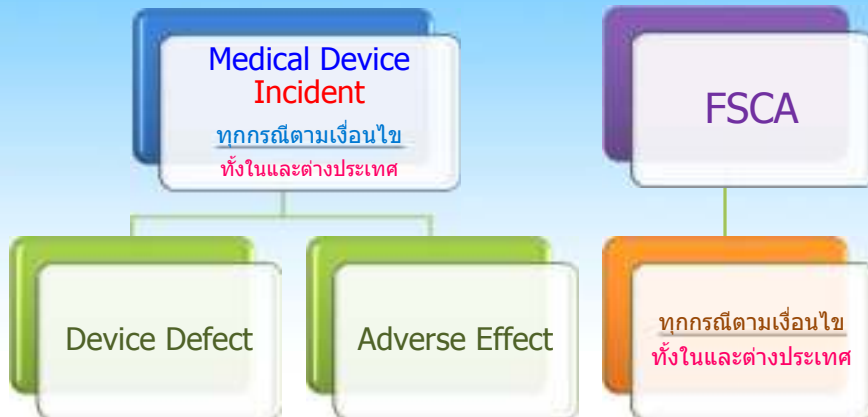 Medical Device
Incident
ทุกกรณีตามเงื่อนไข
ทั้งในและต่างประเทศ
FSCA
Device Defect
Adverse Effect
ทุกกรณีตามเงื่อนไข
ทั้งในและต่างประเทศ